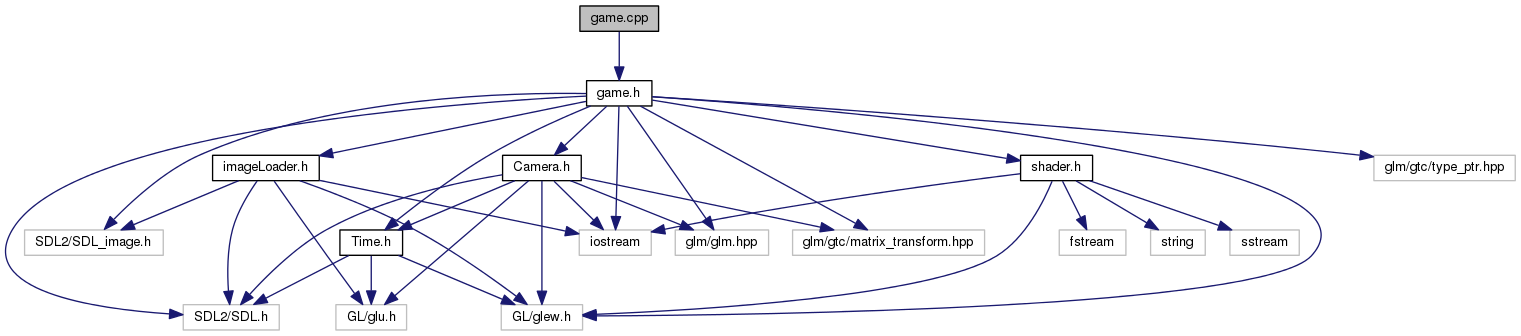 game.cpp
game.h
imageLoader.h
Camera.h
shader.h
glm/gtc/type_ptr.hpp
SDL2/SDL_image.h
Time.h
iostream
glm/glm.hpp
glm/gtc/matrix_transform.hpp
fstream
string
sstream
SDL2/SDL.h
GL/glu.h
GL/glew.h